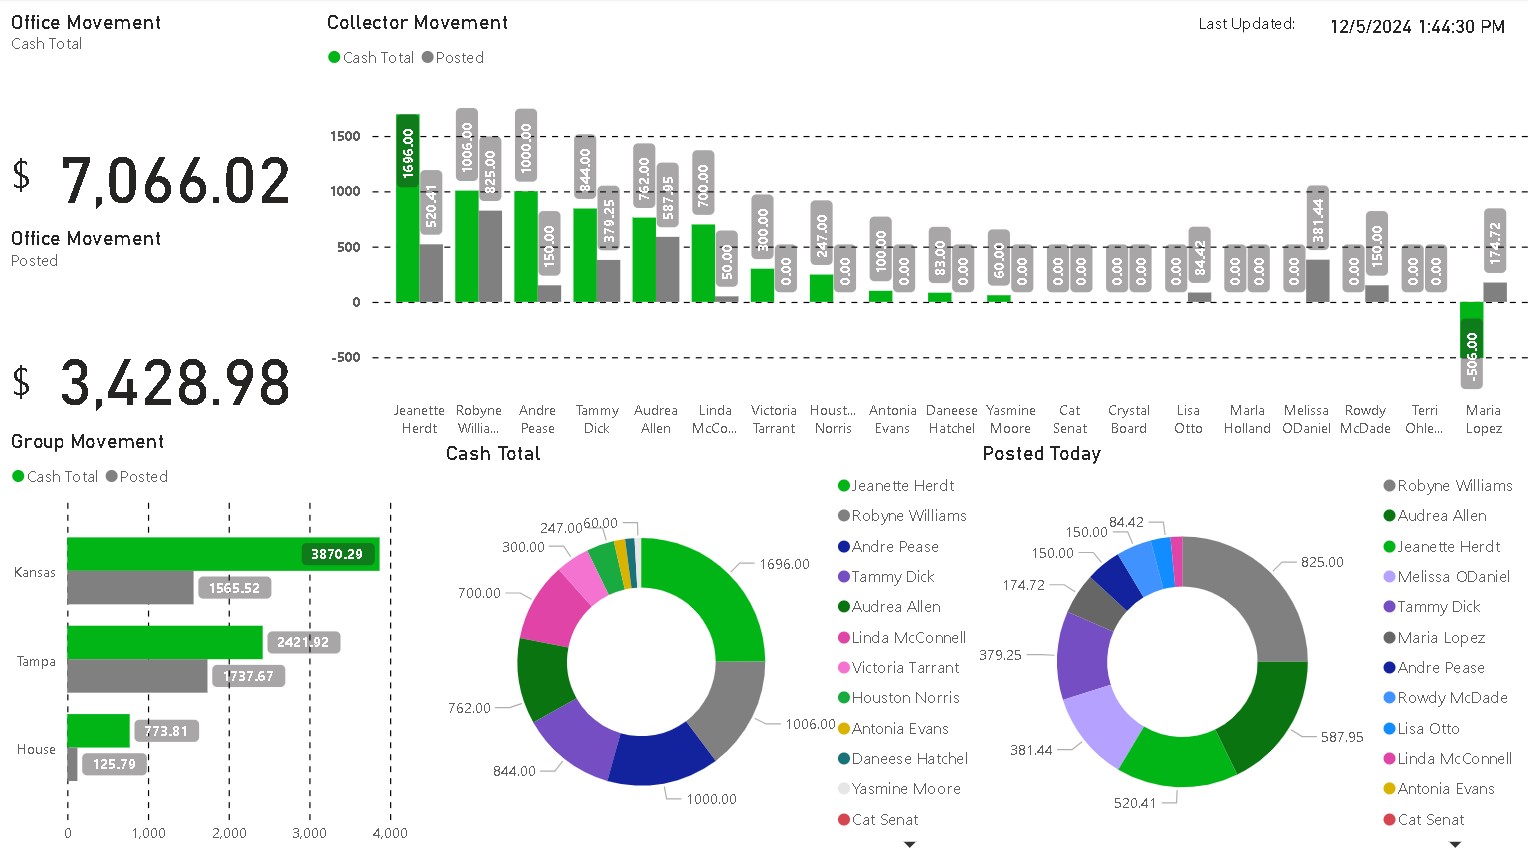 Office Movement
Cash Total
$ 7,066.02
Office Movement
Posted
$ 3,428.98
Collector Movement
Cash Total Posted
Last Updated: 12/5/2024 1:44:30 PM
1500
1000
500
0
-500
1696.00 520.41
1006.00 825.00
1000.00 150.00
844.00 379.25
762.00 587.95
700.00 50.00
300.00 0.00
247.00 0.00
100.00 0.00
83.00 0.00
60.00 0.00
0.00 0.00
0.00 0.00
0.00 84.42
0.00 0.00
0.00 381.44
0.00 150.00
0.00 0.00
-506.00 174.72
Jeanette Herdt
Robyne Willia...
Andre Pease
Tammy Dick
Audrea Allen
Linda McCo...
Victoria Tarrant
Houst... Norris
Antonia Evans
Daneese Hatchel
Yasmine Moore
Cat Senat
Crystal Board
Lisa Otto
Marla Holland
Melissa ODaniel
Rowdy McDade
Terri Ohle...
Maria Lopez
Group Movement
Cash Total Posted
Kansas
3870.29
1565.52
Tampa
2421.92
1737.67
House
773.81
125.79
0 1,000 2,000 3,000 4,000
Cash Total
1696.00
1006.00
1000.00
844.00
762.00
700.00
300.00
247.00
60.00
Jeanette Herdt
Robyne Williams
Andre Pease
Tammy Dick
Audrea Allen
Linda McConnell
Victoria Tarrant
Houston Norris
Antonia Evans
Daneese Hatchel
Yasmine Moore
Cat Senat
Posted Today
825.00
587.95
520.41
381.44
379.25
174.72
150.00
150.00
84.42
Robyne Williams
Audrea Allen
Jeanette Herdt
Melissa ODaniel
Tammy Dick
Maria Lopez
Andre Pease
Rowdy McDade
Lisa Otto
Linda McConnell
Antonia Evans
Cat Senat